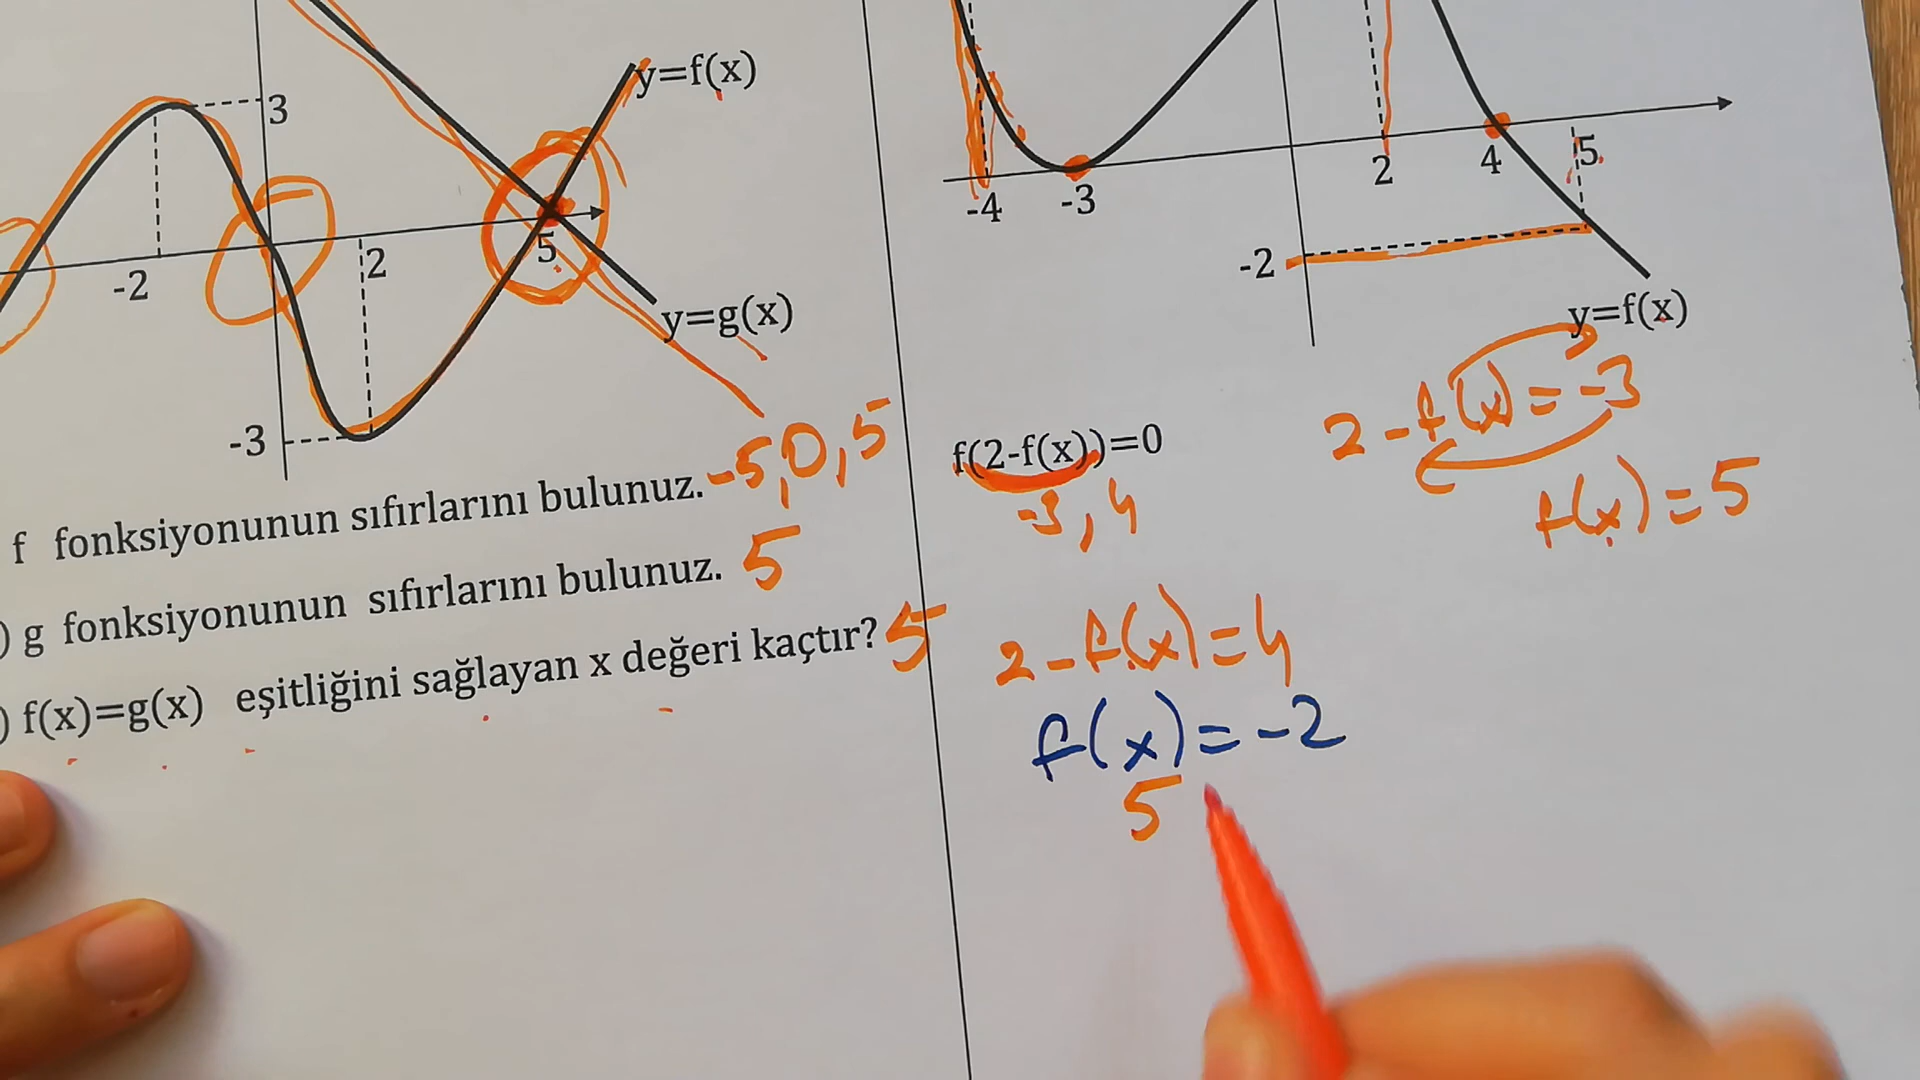 3
y=f(x)
-2
2
5
y=g(x)
-3
f fonksiyonunun sıfırlarını bulunuz. -5,0,5
) g fonksiyonunun sıfırlarını bulunuz. 5
) f(x)=g(x) eşitliğini sağlayan x değeri kaçtır? 5
-4
-3
2
4
5
-2
y=f(x)
f(2-f(x))=0
-3, 4
2-f(x)=-3
f(x)=5
2-f(x)=4
f(x)=-2
5